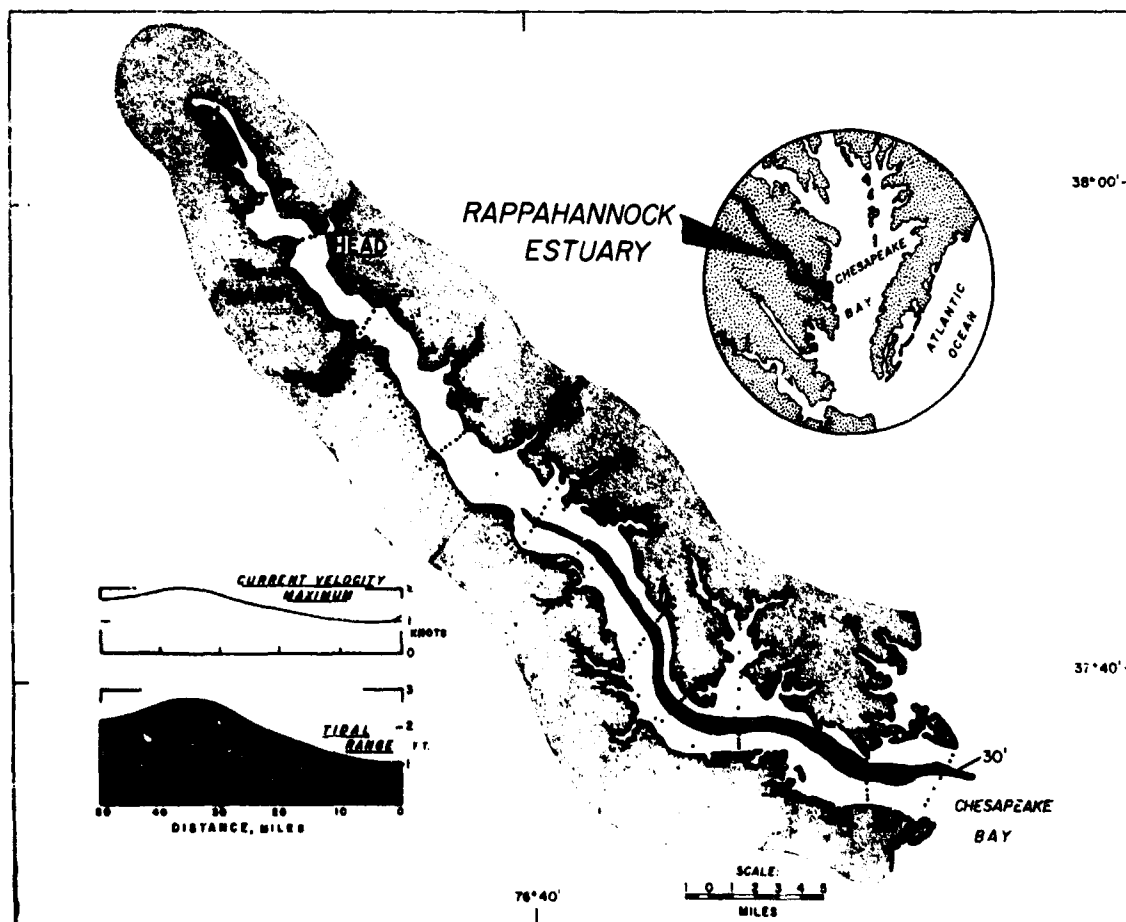 38°00'
RAPPAHANNOCK
ESTUARY
CHESAPEAKE
BAY
ATLANTIC
OCEAN
HEAD
CURRENT VELOCITY
MAXIMUM
2
1
KNOTS
0
37°40'
3
2
FT.
1
TIDAL
RANGE
50 40 30 20 10 0
DISTANCE, MILES
30'
CHESAPEAKE
BAY
SCALE:
1 0 1 2 3 4 5
MILES
76°40'